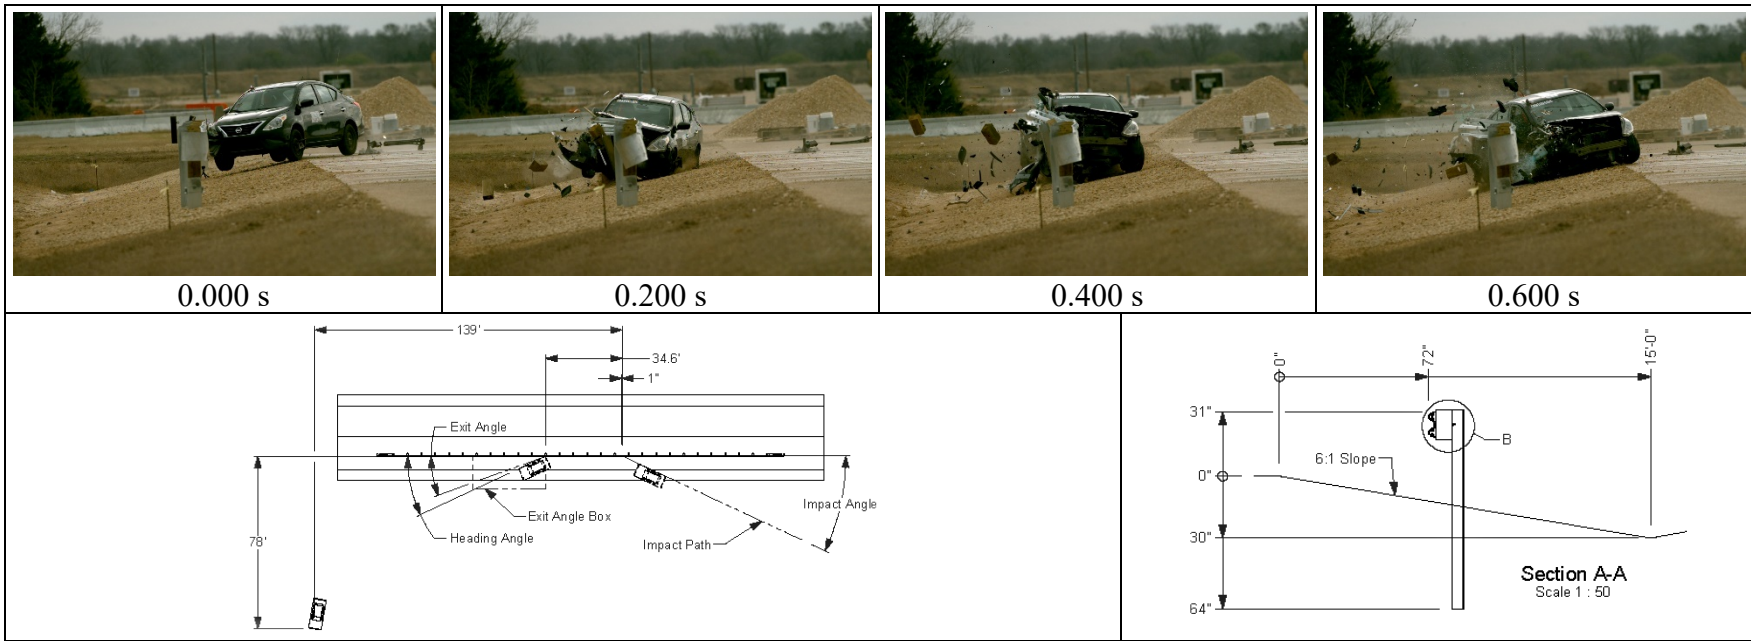 0.000 s
0.200 s
0.400 s
0.600 s
139'
34.6'
1"
Exit Angle
Impact Angle
Exit Angle Box
Heading Angle
Impact Path
78'
0"
72"
15'-0"
31"
B
6:1 Slope
0"
30"
Section A-A
Scale 1 : 50
64"